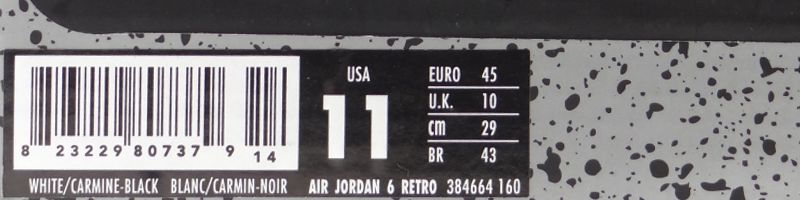 USA
11
EURO 45
U.K. 10
cm 29
BR 43
8 23229 80737 9 14
WHITE/CARMINE-BLACK BLANC/CARMIN-NOIR
AIR JORDAN 6 RETRO 384664 160